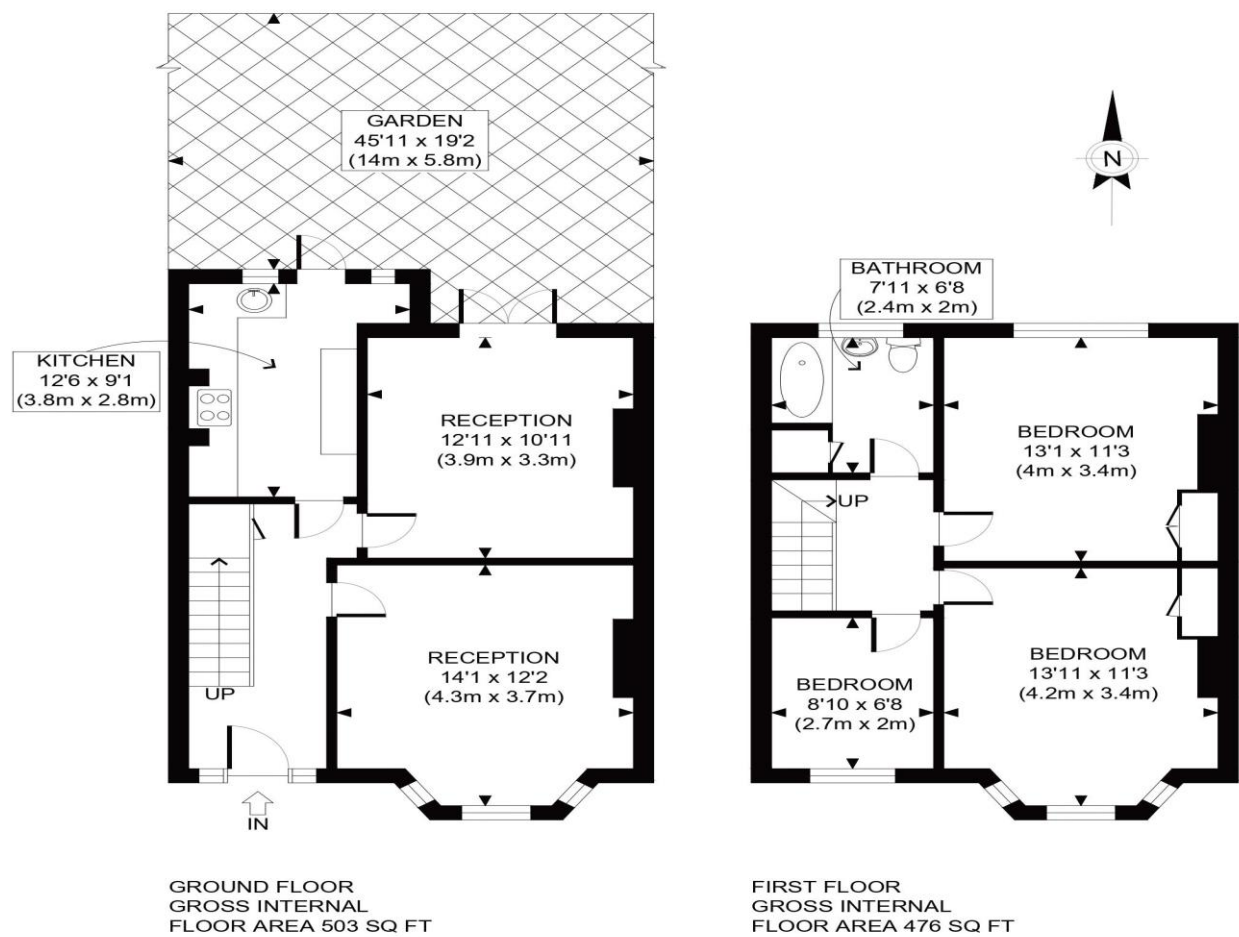 GARDEN
45'11 x 19'2
(14m x 5.8m)
N
KITCHEN
12'6 x 9'1
(3.8m x 2.8m)
RECEPTION
12'11 x 10'11
(3.9m x 3.3m)
RECEPTION
14'1 x 12'2
(4.3m x 3.7m)
UP
IN
GROUND FLOOR
GROSS INTERNAL
FLOOR AREA 503 SQ FT
BATHROOM
7'11 x 6'8
(2.4m x 2m)
BEDROOM
13'1 x 11'3
(4m x 3.4m)
UP
BEDROOM
8'10 x 6'8
(2.7m x 2m)
BEDROOM
13'11 x 11'3
(4.2m x 3.4m)
FIRST FLOOR
GROSS INTERNAL
FLOOR AREA 476 SQ FT